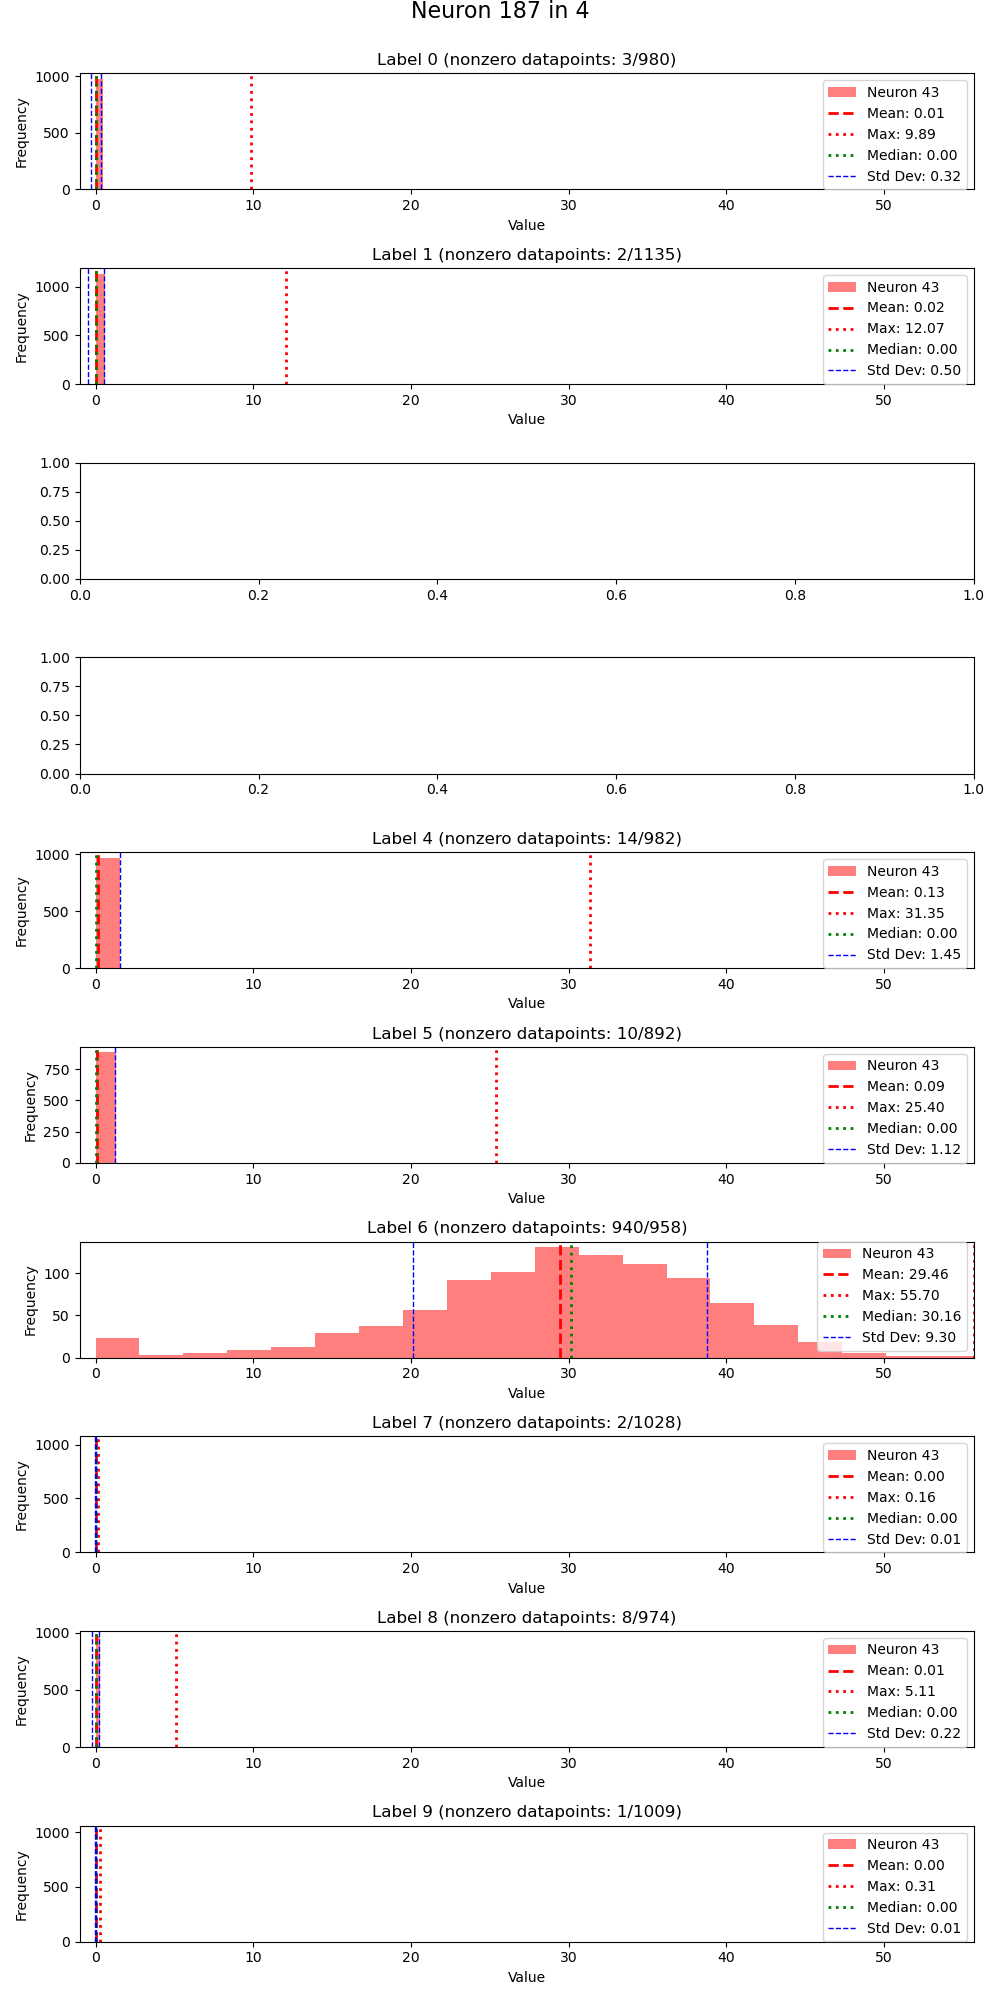 Neuron 187 in 4
Label 0 (nonzero datapoints: 3/980)
Frequency
1000
500
0
Neuron 43
Mean: 0.01
Max: 9.89
Median: 0.00
Std Dev: 0.32
0 10 20 30 40 50
Value
Label 1 (nonzero datapoints: 2/1135)
Frequency
1000
500
0
Neuron 43
Mean: 0.02
Max: 12.07
Median: 0.00
Std Dev: 0.50
0 10 20 30 40 50
Value
1.00
0.75
0.50
0.25
0.00
0.0 0.2 0.4 0.6 0.8 1.0
1.00
0.75
0.50
0.25
0.00
0.0 0.2 0.4 0.6 0.8 1.0
Label 4 (nonzero datapoints: 14/982)
Frequency
1000
500
0
Neuron 43
Mean: 0.13
Max: 31.35
Median: 0.00
Std Dev: 1.45
0 10 20 30 40 50
Value
Label 5 (nonzero datapoints: 10/892)
Frequency
750
500
250
0
Neuron 43
Mean: 0.09
Max: 25.40
Median: 0.00
Std Dev: 1.12
0 10 20 30 40 50
Value
Label 6 (nonzero datapoints: 940/958)
Frequency
100
50
0
Neuron 43
Mean: 29.46
Max: 55.70
Median: 30.16
Std Dev: 9.30
0 10 20 30 40 50
Value
Label 7 (nonzero datapoints: 2/1028)
Frequency
1000
500
0
Neuron 43
Mean: 0.00
Max: 0.16
Median: 0.00
Std Dev: 0.01
0 10 20 30 40 50
Value
Label 8 (nonzero datapoints: 8/974)
Frequency
1000
500
0
Neuron 43
Mean: 0.01
Max: 5.11
Median: 0.00
Std Dev: 0.22
0 10 20 30 40 50
Value
Label 9 (nonzero datapoints: 1/1009)
Frequency
1000
500
0
Neuron 43
Mean: 0.00
Max: 0.31
Median: 0.00
Std Dev: 0.01
0 10 20 30 40 50
Value